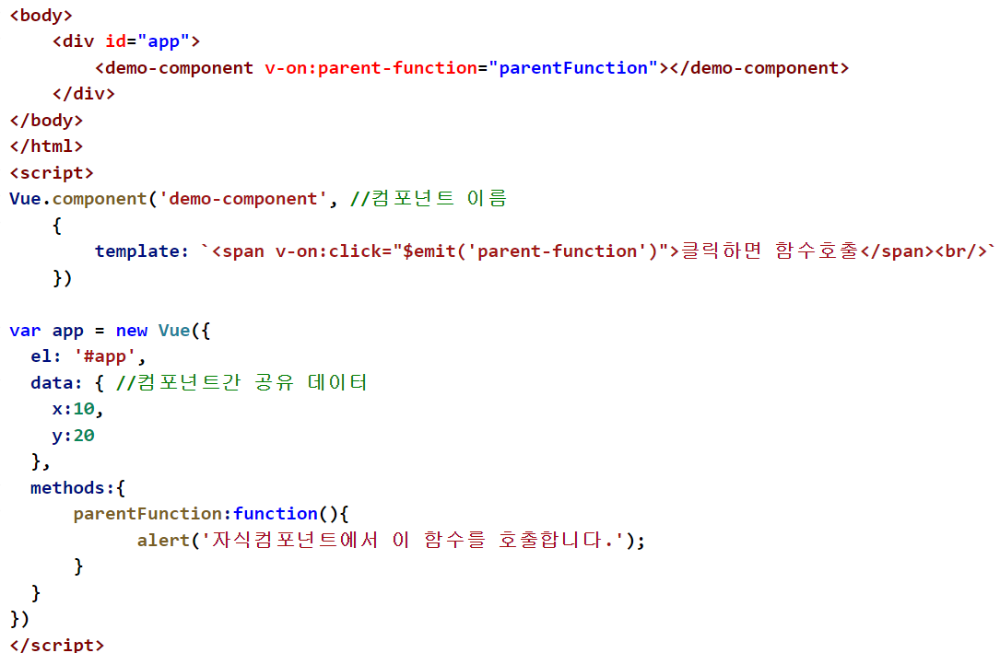 <body>
    <div id="app">
        <demo-component v-on:parent-function="parentFunction"></demo-component>
    </div>
</body>
</html>
<script>
Vue.component('demo-component', //컴포넌트 이름
    {
        template: `<span v-on:click="$emit('parent-function')">클릭하면 함수호출</span><br/>`
    })

var app = new Vue({
  el: '#app',
  data: { //컴포넌트간 공유 데이터
    x:10,
    y:20
  },
  methods:{
      parentFunction:function(){
            alert('자식컴포넌트에서 이 함수를 호출합니다.');
      }
  }
})
</script>